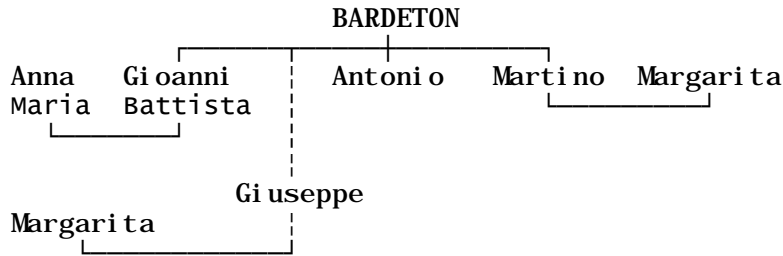 BARDETON
Anna Gioanni Antonio Martino Margarita
Maria Battista
Giuseppe
Margarita